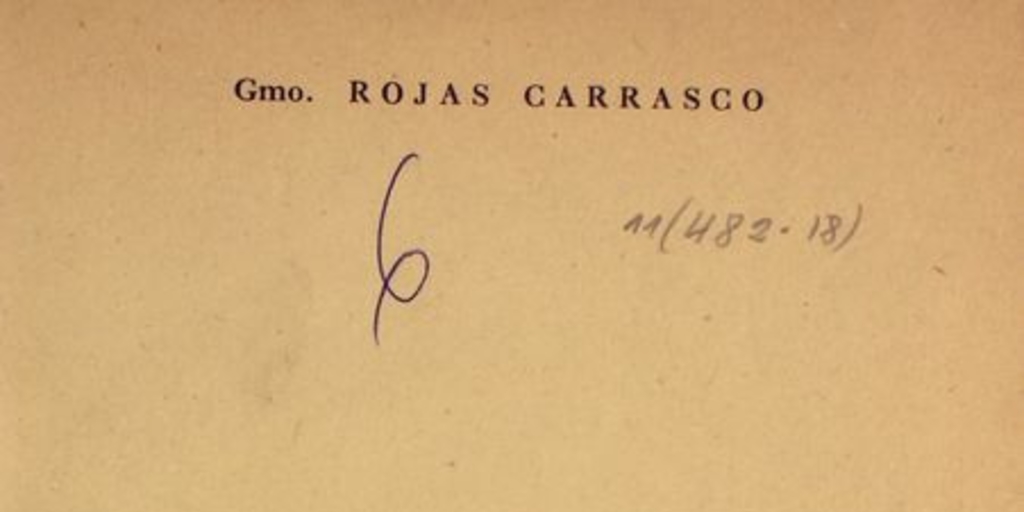 Gmo. ROJAS CARRASCO
6
11(482·18)